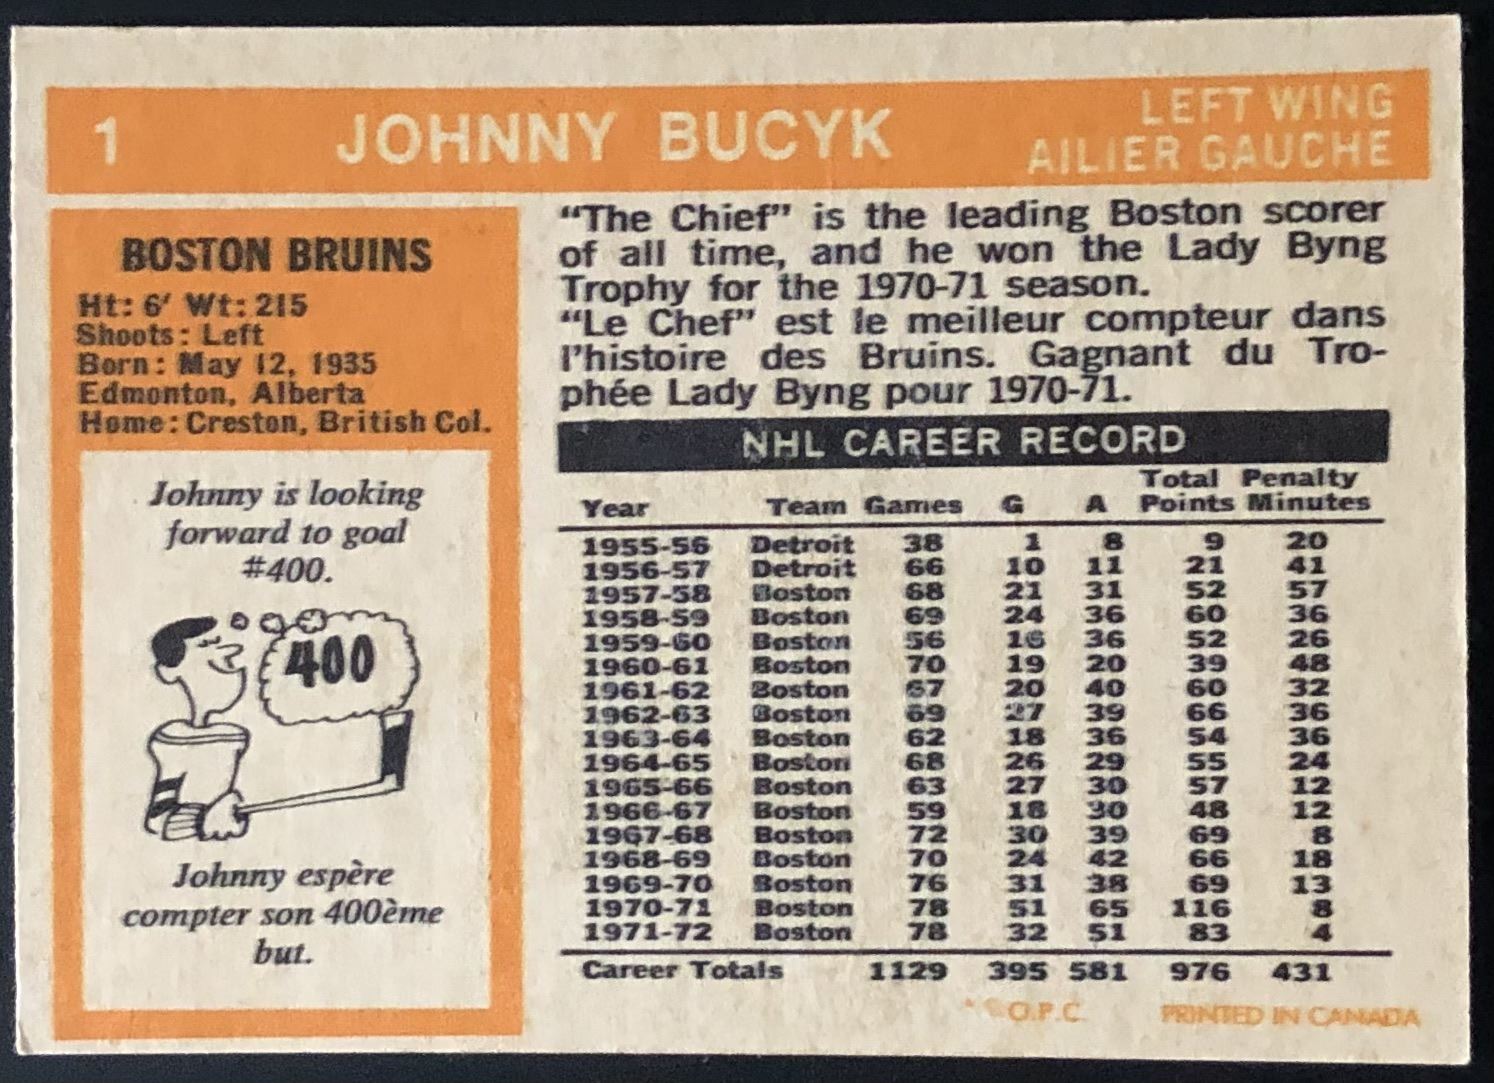 1 JOHNNY BUCYK LEFT WING
AILIER GAUCHE
BOSTON BRUINS
Ht: 6' Wt: 215
Shoots: Left
Born: May 12, 1935
Edmonton, Alberta
Home: Creston, British Col.
Johnny is looking
forward to goal
#400.
400
Johnny espère
compter son 400ème
but.
"The Chief" is the leading Boston scorer
of all time, and he won the Lady Byng
Trophy for the 1970-71 season.
"Le Chef" est le meilleur compteur dans
l'histoire des Bruins. Gagnant du Tro-
phée Lady Byng pour 1970-71.
NHL CAREER RECORD
Total Penalty
Year Team Games G A Points Minutes
1955-56 Detroit 38 1 8 9 20
1956-57 Detroit 66 10 11 21 41
1957-58 Boston 68 21 31 52 57
1958-59 Boston 69 24 36 60 36
1959-60 Boston 56 16 36 52 26
1960-61 Boston 70 19 20 39 48
1961-62 Boston 67 20 40 60 32
1962-63 Boston 69 27 39 66 36
1963-64 Boston 62 18 36 54 36
1964-65 Boston 68 26 29 55 24
1965-66 Boston 63 27 30 57 12
1966-67 Boston 59 18 30 48 12
1967-68 Boston 72 30 39 69 8
1968-69 Boston 70 24 42 66 18
1969-70 Boston 76 31 38 69 13
1970-71 Boston 78 51 65 116 8
1971-72 Boston 78 32 51 83 4
Career Totals 1129 395 581 976 431
* ©O.P.C. PRINTED IN CANADA